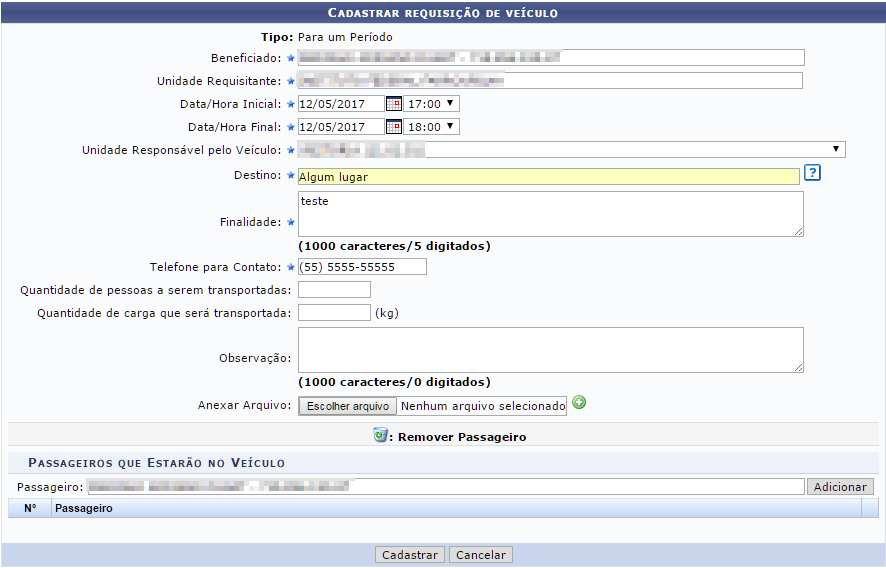 CADASTRAR REQUISIÇÃO DE VEÍCULO
Tipo: Para um Período
Beneficiado:
Unidade Requisitante:
Data/Hora Inicial: 12/05/2017 17:00
Data/Hora Final: 12/05/2017 18:00
Unidade Responsável pelo Veículo:
Destino: Algum lugar ?
teste
Finalidade:
(1000 caracteres/5 digitados)
Telefone para Contato: (55) 5555-55555
Quantidade de pessoas a serem transportadas:
Quantidade de carga que será transportada: (kg)
Observação:
(1000 caracteres/0 digitados)
Anexar Arquivo: Escolher arquivo Nenhum arquivo selecionado
: Remover Passageiro
PASSAGEIROS QUE ESTARÃO NO VEÍCULO
Passageiro: Adicionar
Nº Passageiro
Cadastrar Cancelar